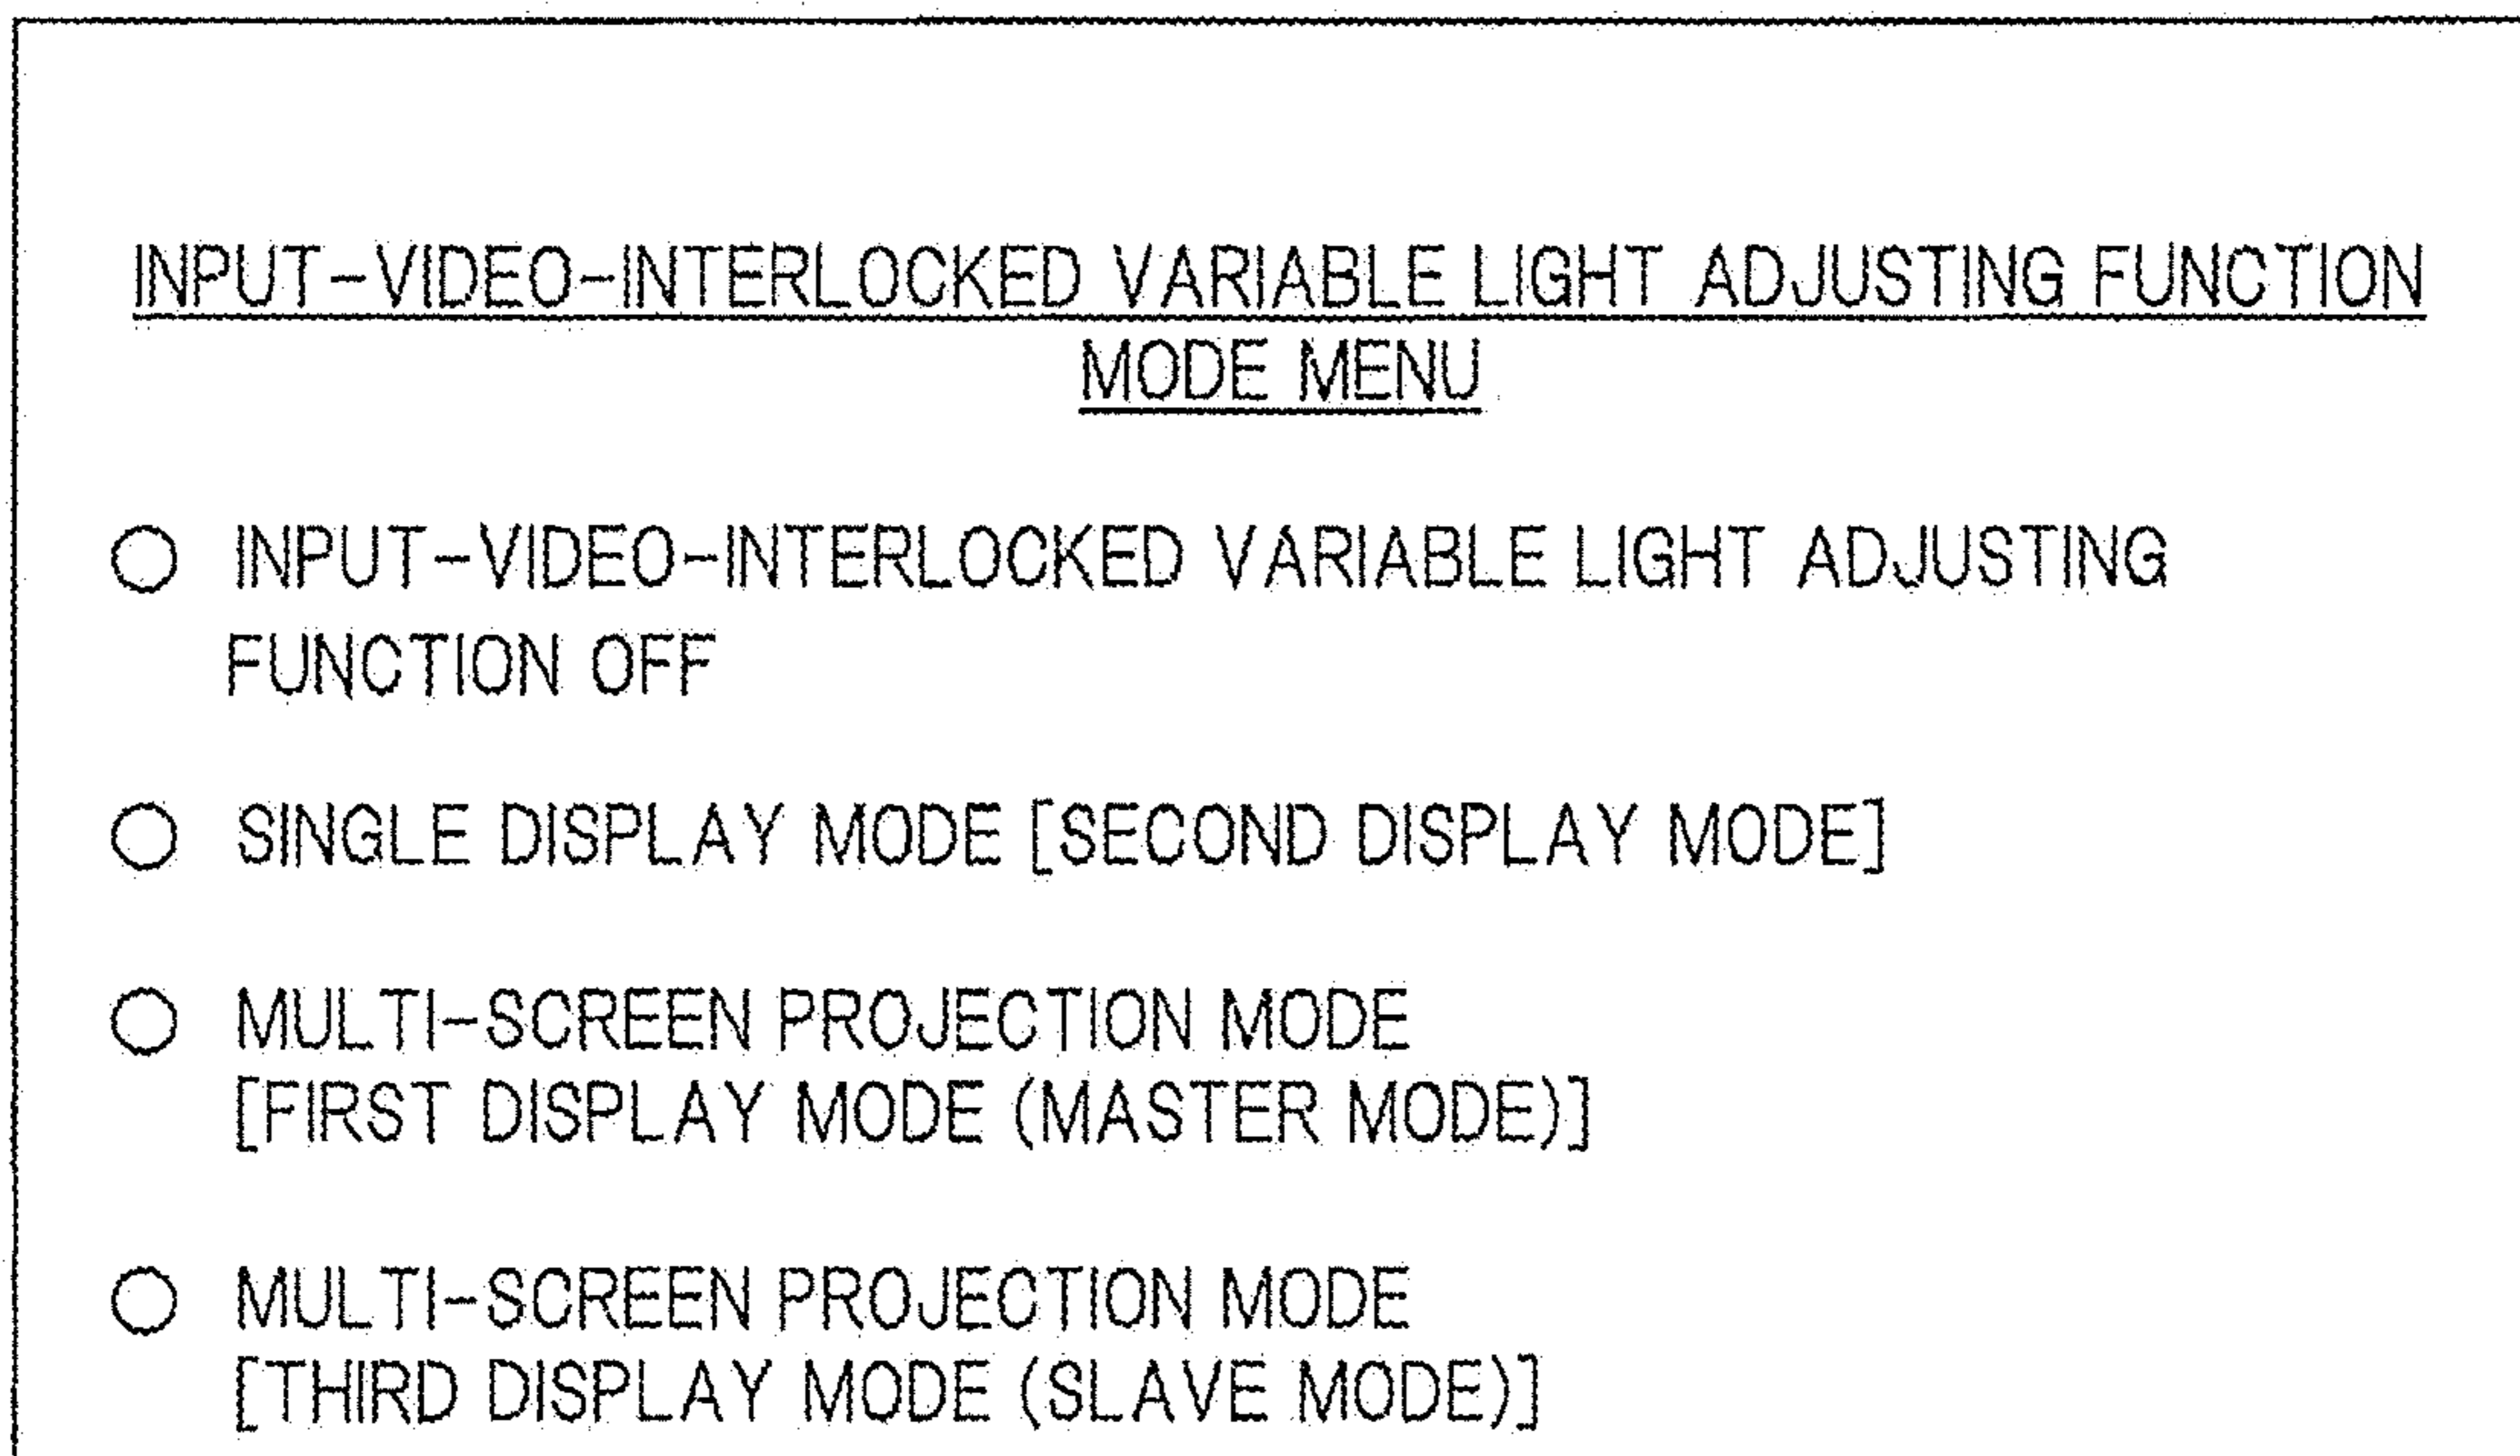 INPUT-VIDEO-INTERLOCKED VARIABLE LIGHT ADJUSTING FUNCTION
MODE MENU
INPUT-VIDEO-INTERLOCKED VARIABLE LIGHT ADJUSTING
FUNCTION OFF
SINGLE DISPLAY MODE [SECOND DISPLAY MODE]
MULTI-SCREEN PROJECTION MODE
[FIRST DISPLAY MODE (MASTER MODE)]
MULTI-SCREEN PROJECTION MODE
[THIRD DISPLAY MODE (SLAVE MODE)]